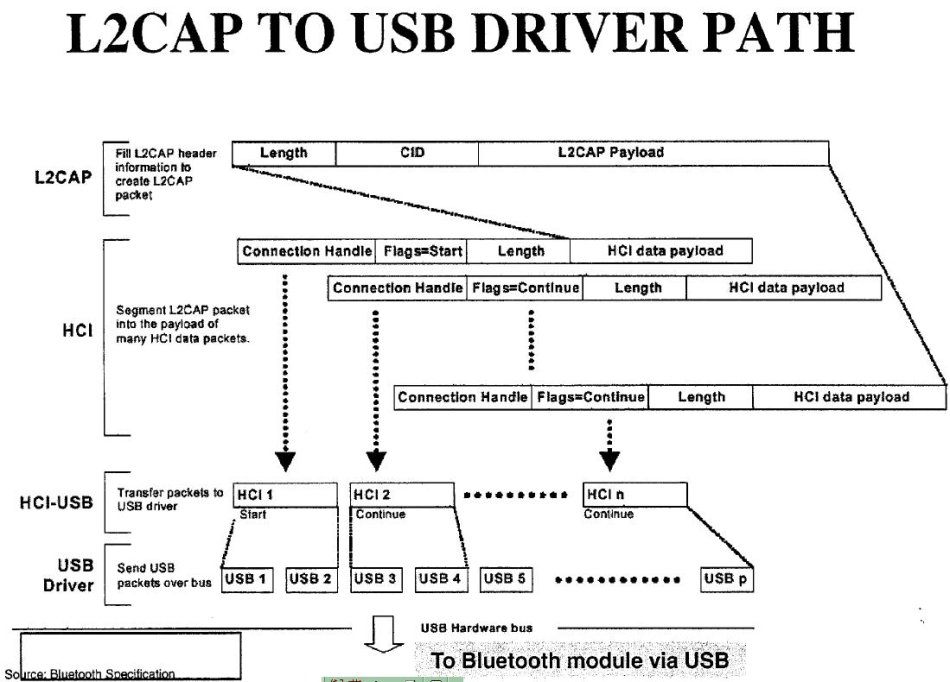 L2CAP TO USB DRIVER PATH
L2CAP
Fill L2CAP header
information to
create L2CAP
packet
Length CID L2CAP Payload
Connection Handle Flags=Start Length HCI data payload
Connection Handle Flags=Continue Length HCI data payload
HCI
Segment L2CAP packet
into the payload of
many HCI data packets.
Connection Handle Flags=Continue Length HCI data payload
HCI-USB
Transfer packets to
USB driver
HCI 1 HCI 2 HCI n
Start Continue Continue
USB
Driver
Send USB
packets over bus
USB 1 USB 2 USB 3 USB 4 USB 5 USB p
USB Hardware bus
To Bluetooth module via USB
Source: Bluetooth Specification